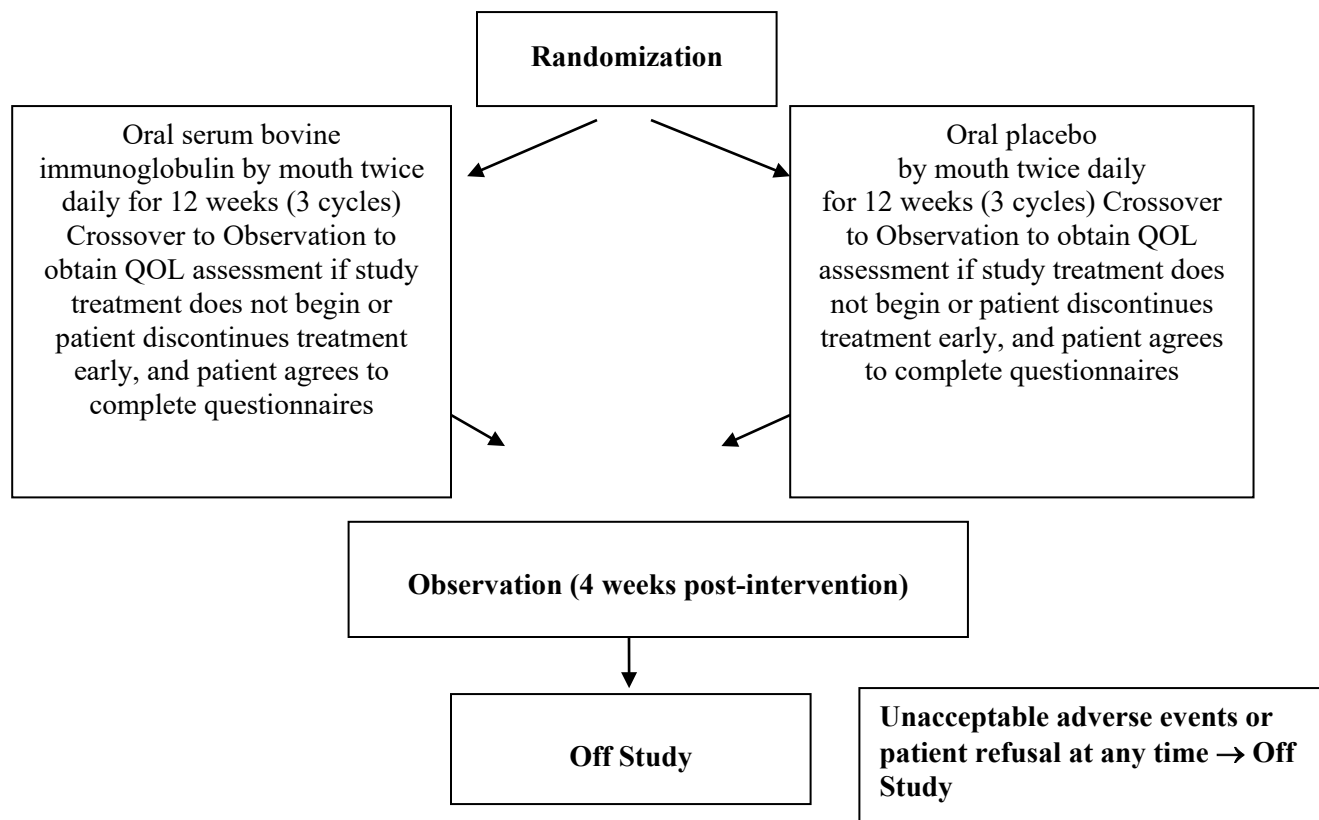 Randomization
Oral serum bovine
immunoglobulin by mouth twice
daily for 12 weeks (3 cycles)
Crossover to Observation to
obtain QOL assessment if study
treatment does not begin or
patient discontinues treatment
early, and patient agrees to
complete questionnaires
Oral placebo
by mouth twice daily
for 12 weeks (3 cycles) Crossover
to Observation to obtain QOL
assessment if study treatment does
not begin or patient discontinues
treatment early, and patient agrees
to complete questionnaires
Observation (4 weeks post-intervention)
Off Study
Unacceptable adverse events or
patient refusal at any time → Off
Study